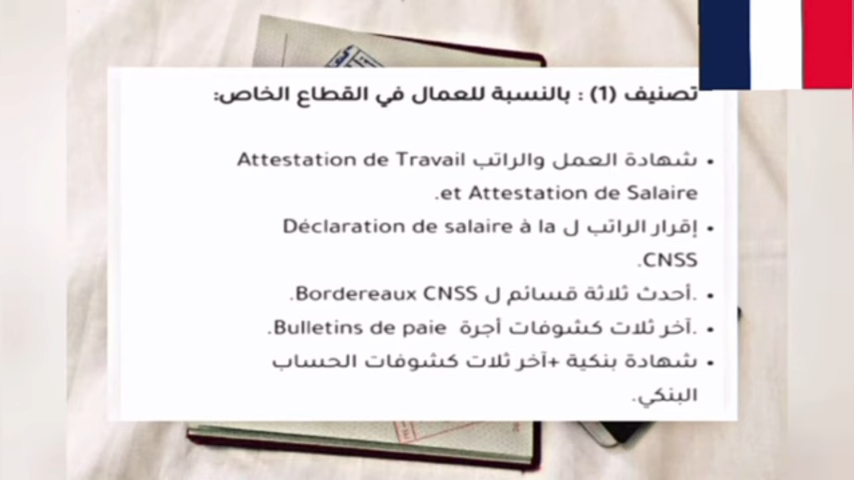 تصنيف (1) : بالنسبة للعمال في القطاع الخاص:
• شهادة العمل والراتب Attestation de Travail
et Attestation de Salaire.
• إقرار الراتب ل Déclaration de salaire à la
CNSS.
• .أحدث ثلاثة قسائم ل Bordereaux CNSS.
• .آخر ثلاث كشوفات أجرة Bulletins de paie.
• شهادة بنكية +آخر ثلاث كشوفات الحساب
البنكي.